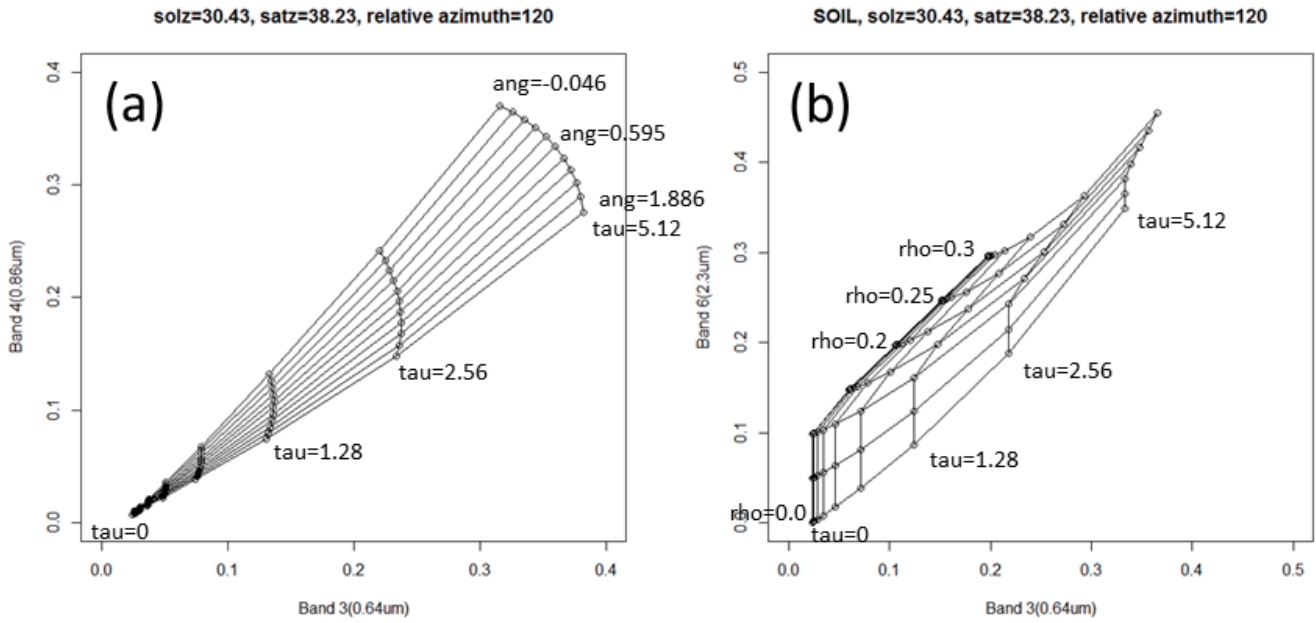 solz=30.43, satz=38.23, relative azimuth=120
(a)
ang=-0.046
ang=0.595
ang=1.886
tau=5.12
tau=2.56
tau=1.28
tau=0
0.4
0.3
0.2
0.1
0.0
Band 4(0.86um)
0.0 0.1 0.2 0.3 0.4
Band 3(0.64um)
SOIL, solz=30.43, satz=38.23, relative azimuth=120
(b)
rho=0.3
tau=5.12
rho=0.25
rho=0.2
tau=2.56
tau=1.28
rho=0.0
tau=0
0.5
0.4
0.3
0.2
0.1
Band 6(2.3um)
0.0 0.1 0.2 0.3 0.4 0.5
Band 3(0.64um)